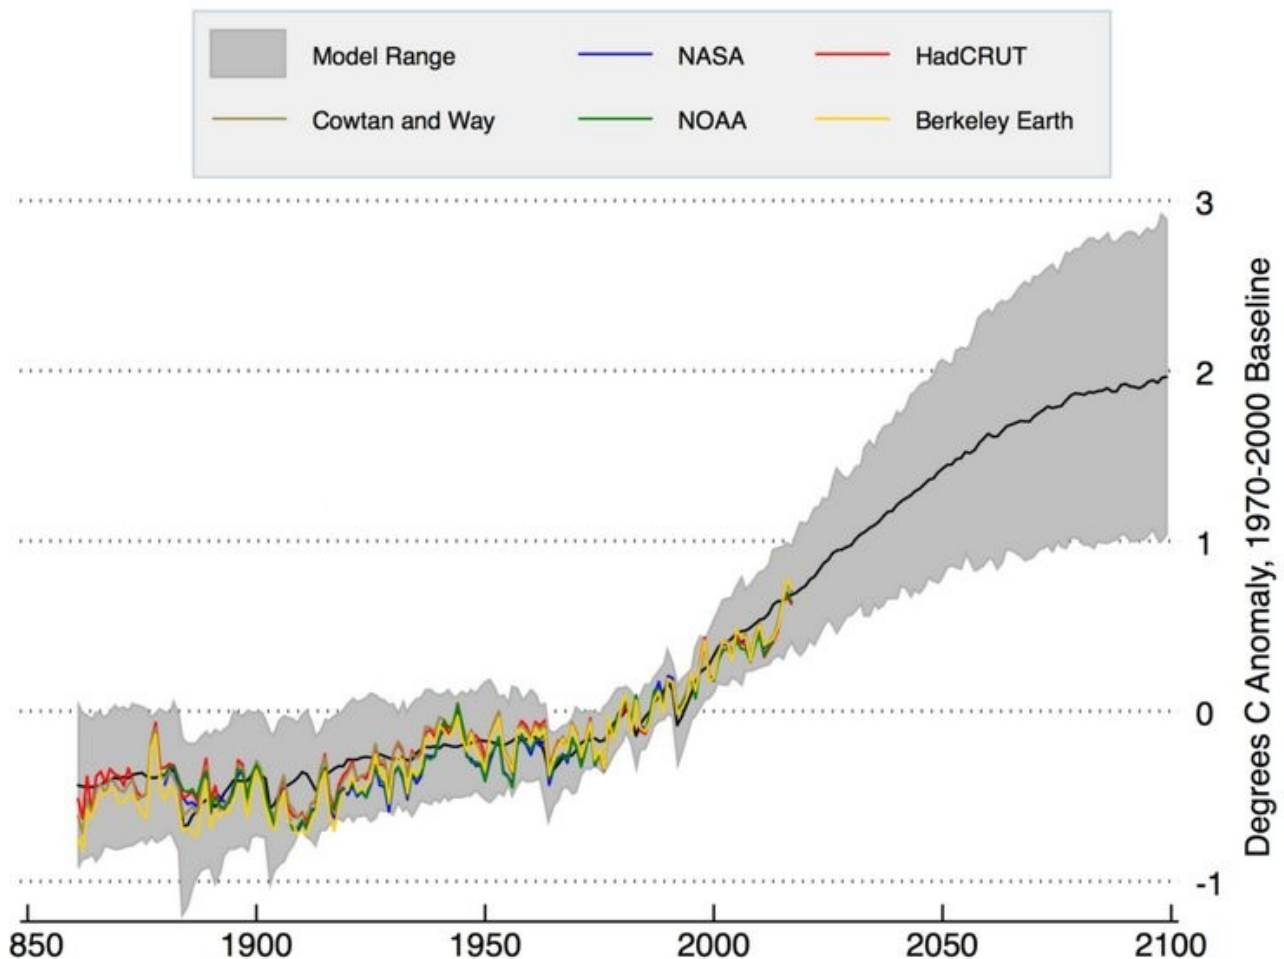 Model Range NASA HadCRUT
Cowtan and Way NOAA Berkeley Earth
3
2
1
0
-1
Degrees C Anomaly, 1970-2000 Baseline
850 1900 1950 2000 2050 2100